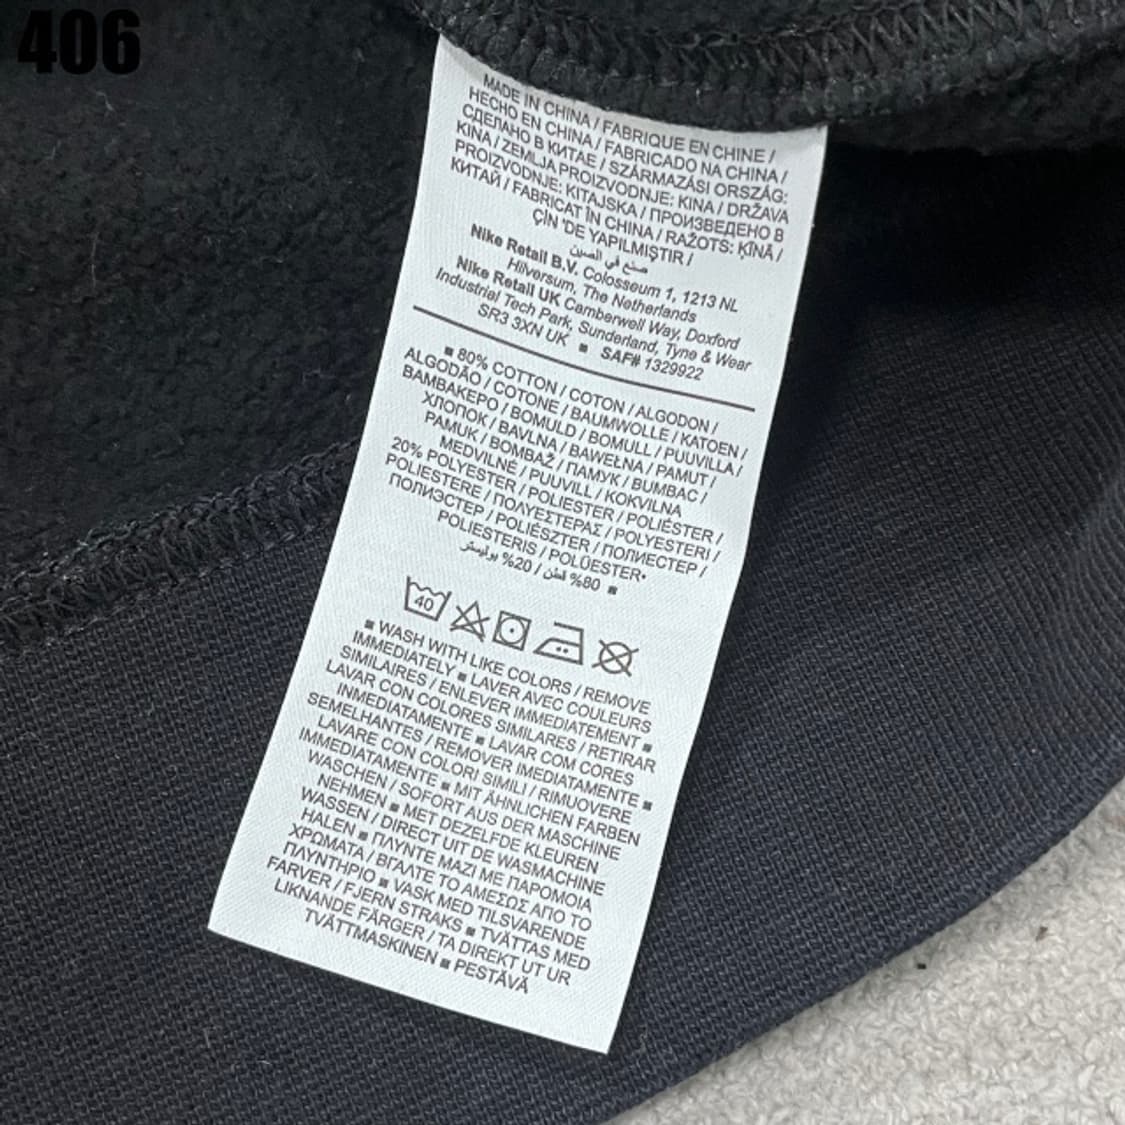 406
MADE IN CHINA / FABRIQUE EN CHINE /
HECHO EN CHINA / FABRICADO NA CHINA /
СДЕЛАНО В КИТАЕ / SZÁRMAZÁSI ORSZÁG:
KÍNA / ZEMLJA PROIZVODNJE: KINA / DRŽAVA
PROIZVODNJE: KITAJSKA / ПРОИЗВЕДЕНО В
КИТАЙ / FABRICAT ÎN CHINA / RAŽOTS: ĶĪNĀ /
ÇİN 'DE YAPILMIŞTIR /
صنع في الصين
Nike Retail B.V. Colosseum 1, 1213 NL
Hilversum, The Netherlands
Nike Retail UK Camberwell Way, Doxford
Industrial Tech Park, Sunderland, Tyne & Wear
SR3 3XN UK ■ SAF# 1329922
■ 80% COTTON / COTON / ALGODON /
ALGODÃO / COTONE / BAUMWOLLE / KATOEN /
ΒΑΜΒΑΚΕΡΟ / BOMULD / BOMULL / PUUVILLA /
ХЛОПОК / BAVLNA / BAWEŁNA / PAMUT /
PAMUK / BOMBAŽ / ПАМУК / BUMBAC /
MEDVILNĖ / PUUVILL / KOKVILNA
20% POLYESTER / POLIESTER / POLIÉSTER /
POLIESTERE / ΠΟΛΥΕΣΤΕΡΑΣ / POLYESTERI /
ПОЛИЭСТЕР / POLIÉSZTER / ПОЛИЕСТЕР /
POLIESTERIS / POLÜESTER*
80% قطن / 20% بوليستر ■
40
■ WASH WITH LIKE COLORS / REMOVE
IMMEDIATELY ■ LAVER AVEC COULEURS
SIMILAIRES / ENLEVER IMMEDIATEMENT ■
LAVAR CON COLORES SIMILARES / RETIRAR
INMEDIATAMENTE ■ LAVAR COM CORES
SEMELHANTES / REMOVER IMEDIATAMENTE ■
LAVARE CON COLORI SIMILI / RIMUOVERE
IMMEDIATAMENTE ■ MIT ÄHNLICHEN FARBEN
WASCHEN / SOFORT AUS DER MASCHINE
NEHMEN ■ MET DEZELFDE KLEUREN
WASSEN / DIRECT UIT DE WASMACHINE
HALEN ■ ΠΛΥΝΤΕ ΜΑΖΙ ΜΕ ΠΑΡΟΜΟΙΑ
ΧΡΩΜΑΤΑ / ΒΓΑΛΤΕ ΤΟ ΑΜΕΣΩΣ ΑΠΟ ΤΟ
ΠΛΥΝΤΗΡΙΟ ■ VASK MED TILSVARENDE
FARVER / FJERN STRAKS ■ TVÄTTAS MED
LIKNANDE FÄRGER / TA DIREKT UT UR
TVÄTTMASKINEN ■ PESTÄVÄ